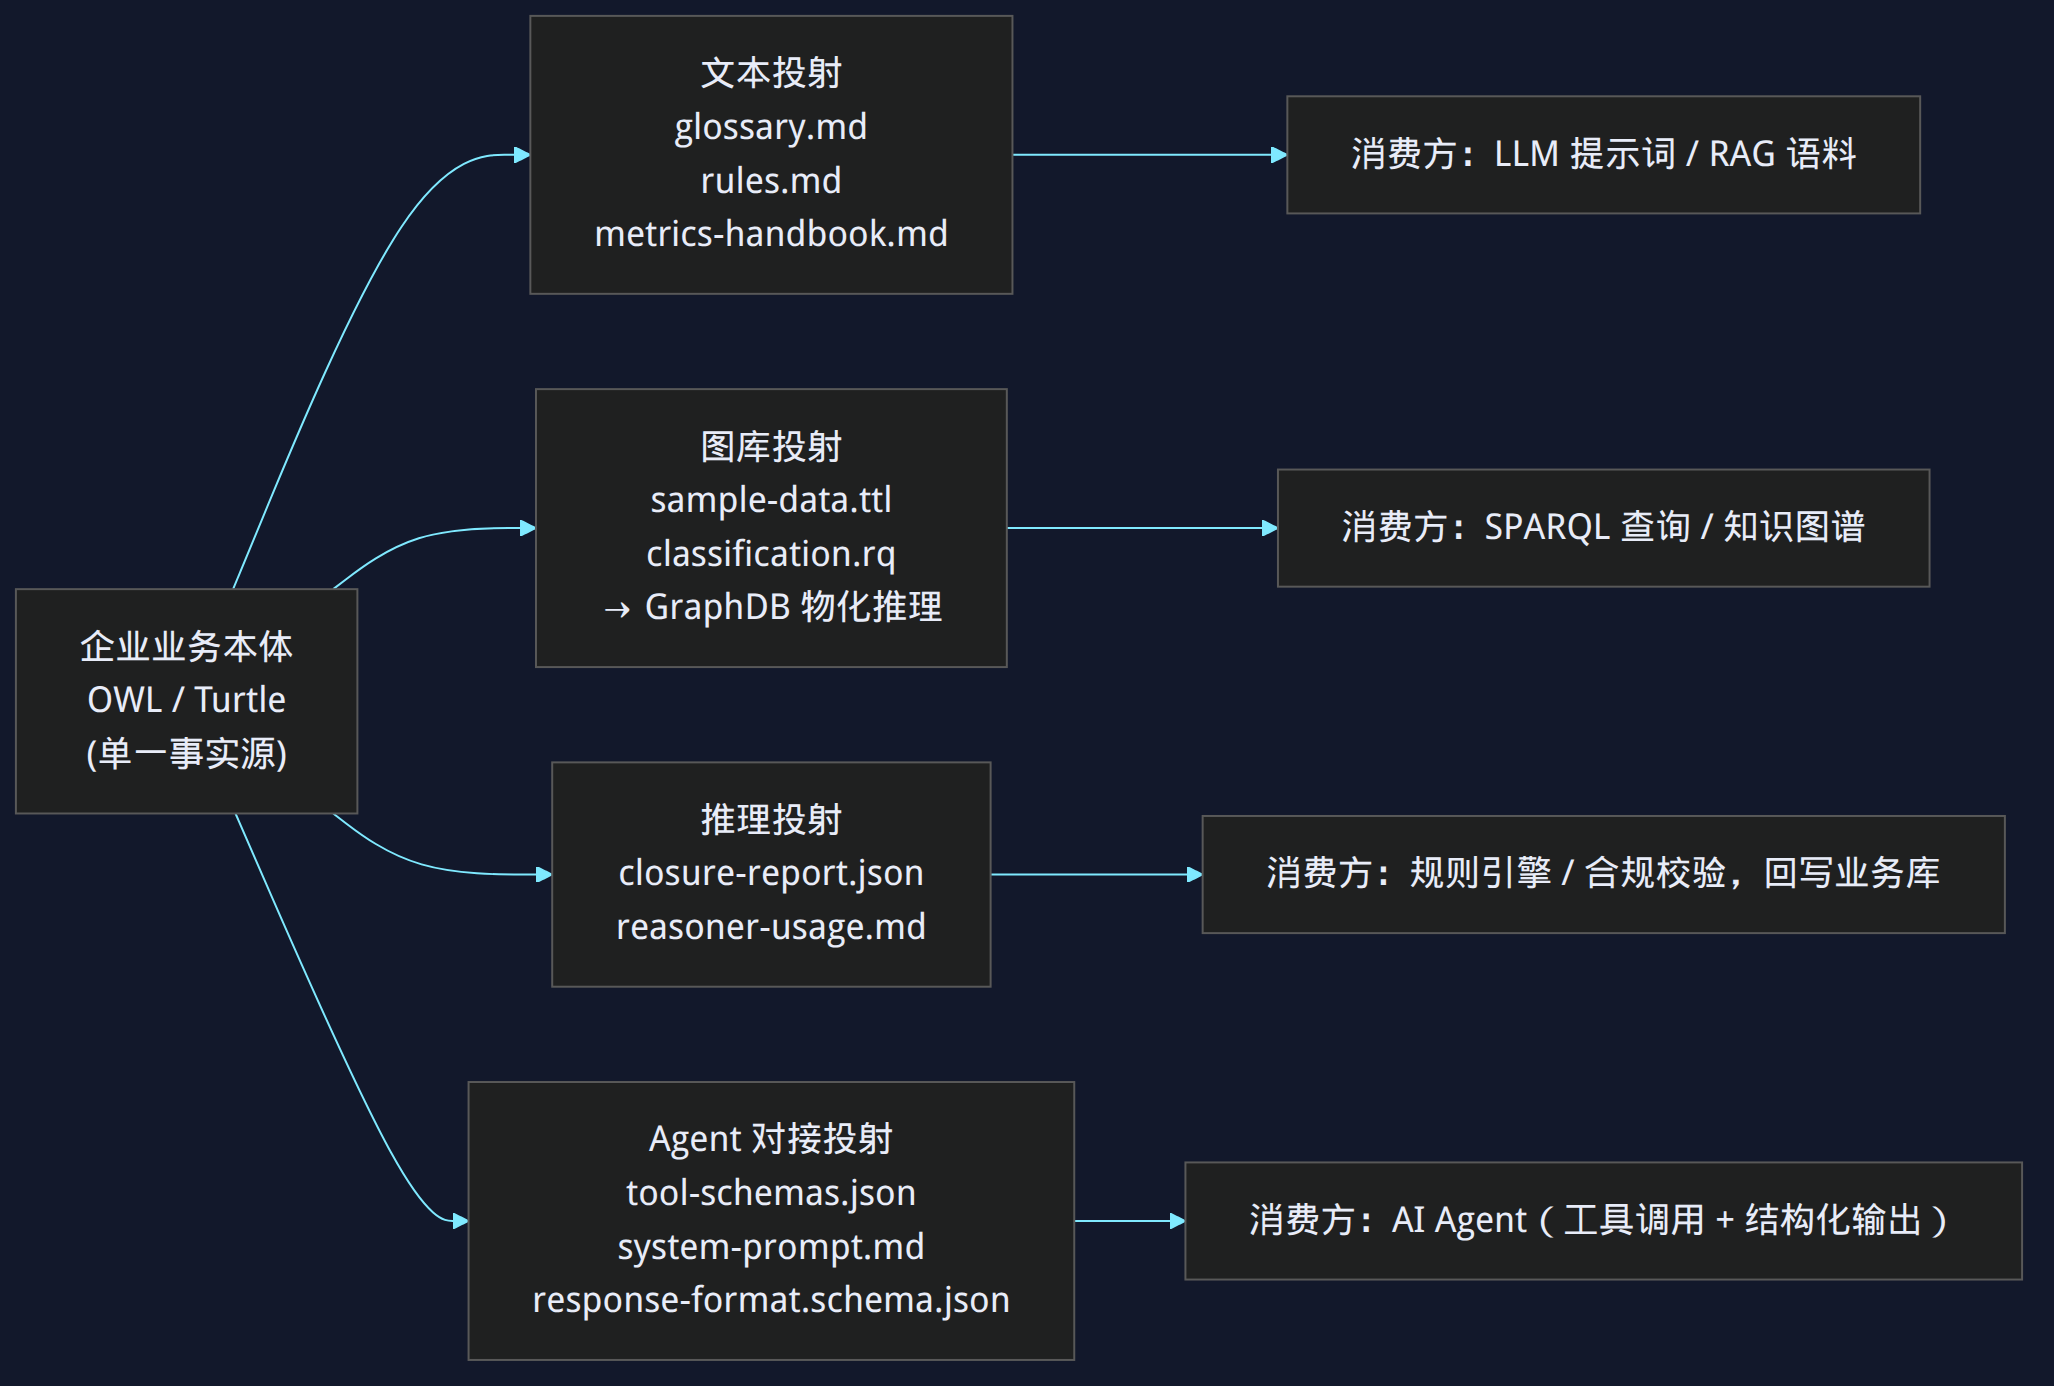 企业业务本体
OWL / Turtle
(单一事实源)
文本投射
glossary.md
rules.md
metrics-handbook.md
消费方：LLM 提示词 / RAG 语料
图库投射
sample-data.ttl
classification.rq
→ GraphDB 物化推理
消费方：SPARQL 查询 / 知识图谱
推理投射
closure-report.json
reasoner-usage.md
消费方：规则引擎 / 合规校验，回写业务库
Agent 对接投射
tool-schemas.json
system-prompt.md
response-format.schema.json
消费方：AI Agent（工具调用 + 结构化输出）